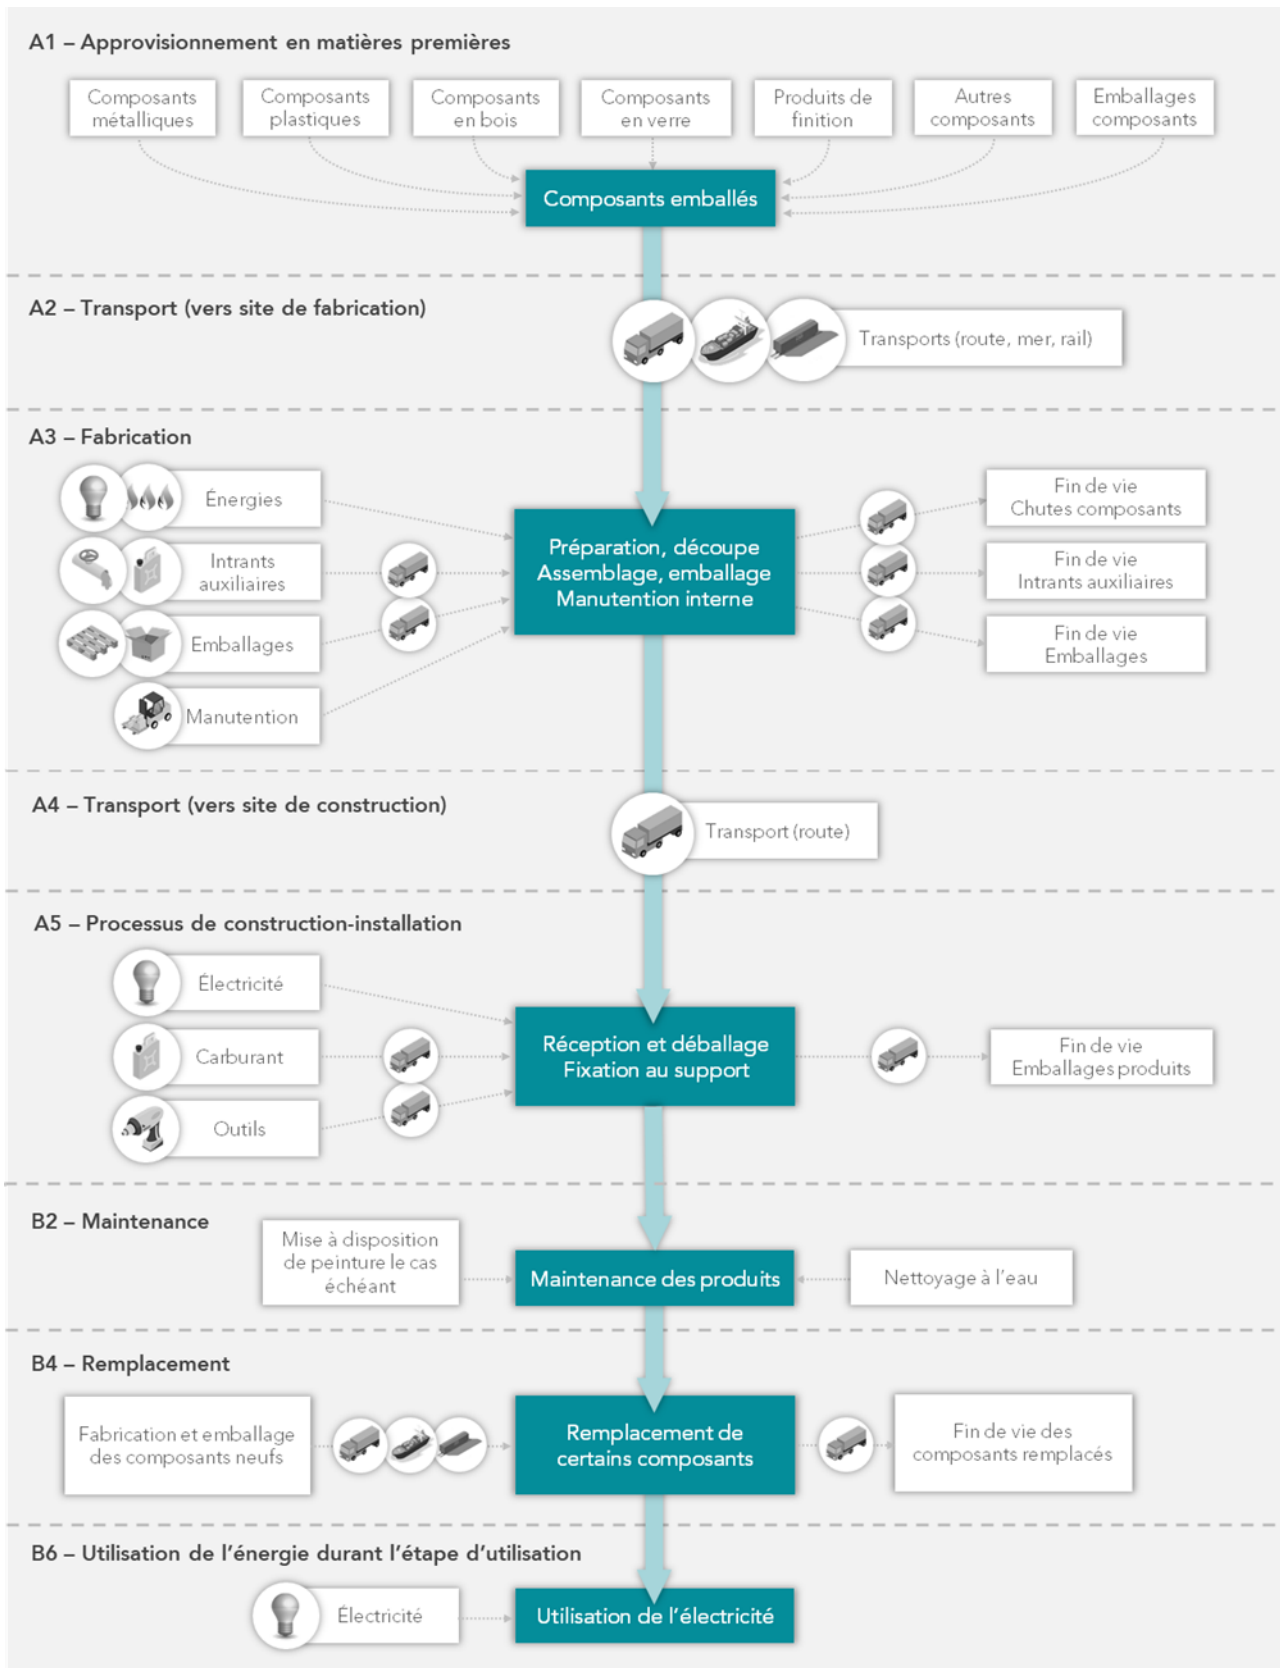 A1 – Approvisionnement en matières premières
Composants
métalliques
Composants
plastiques
Composants
en bois
Composants
en verre
Produits de
finition
Autres
composants
Emballages
composants
Composants emballés
A2 – Transport (vers site de fabrication)
Transports (route, mer, rail)
A3 – Fabrication
Énergies
Intrants
auxiliaires
Emballages
Manutention
Préparation, découpe
Assemblage, emballage
Manutention interne
Fin de vie
Chutes composants
Fin de vie
Intrants auxiliaires
Fin de vie
Emballages
A4 – Transport (vers site de construction)
Transport (route)
A5 – Processus de construction-installation
Électricité
Carburant
Outils
Réception et déballage
Fixation au support
Fin de vie
Emballages produits
B2 – Maintenance
Mise à disposition
de peinture le cas
échéant
Maintenance des produits
Nettoyage à l'eau
B4 – Remplacement
Fabrication et emballage
des composants neufs
Remplacement de
certains composants
Fin de vie des
composants remplacés
B6 – Utilisation de l'énergie durant l'étape d'utilisation
Électricité
Utilisation de l'électricité